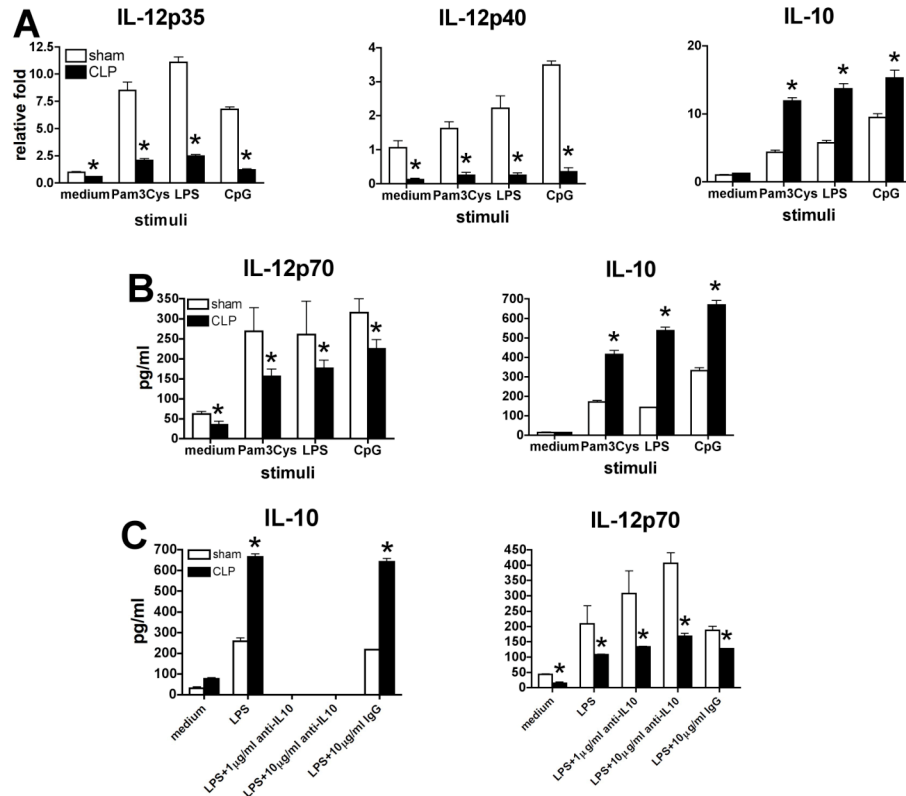 A
IL-12p35
IL-12p40
IL-10
relative fold
12.5
10.0
7.5
5.0
2.5
0.0
sham
CLP
*
*
*
*
medium Pam3Cys LPS CpG
stimuli
4
3
2
1
0
*
*
*
*
medium Pam3Cys LPS CpG
stimuli
20
15
10
5
0
*
*
*
medium Pam3Cys LPS CpG
stimuli
B
IL-12p70
IL-10
pg/ml
350
300
250
200
150
100
50
0
sham
CLP
*
*
*
*
medium Pam3Cys LPS CpG
stimuli
700
600
500
400
300
200
100
0
*
*
*
medium Pam3Cys LPS CpG
stimuli
C
IL-10
IL-12p70
pg/ml
700
600
500
400
300
200
100
0
sham
CLP
*
*
medium
LPS
LPS+1μg/ml anti-IL10
LPS+10μg/ml anti-IL10
LPS+10μg/ml IgG
450
400
350
300
250
200
150
100
50
0
*
*
*
*
*
medium
LPS
LPS+1μg/ml anti-IL10
LPS+10μg/ml anti-IL10
LPS+10μg/ml IgG